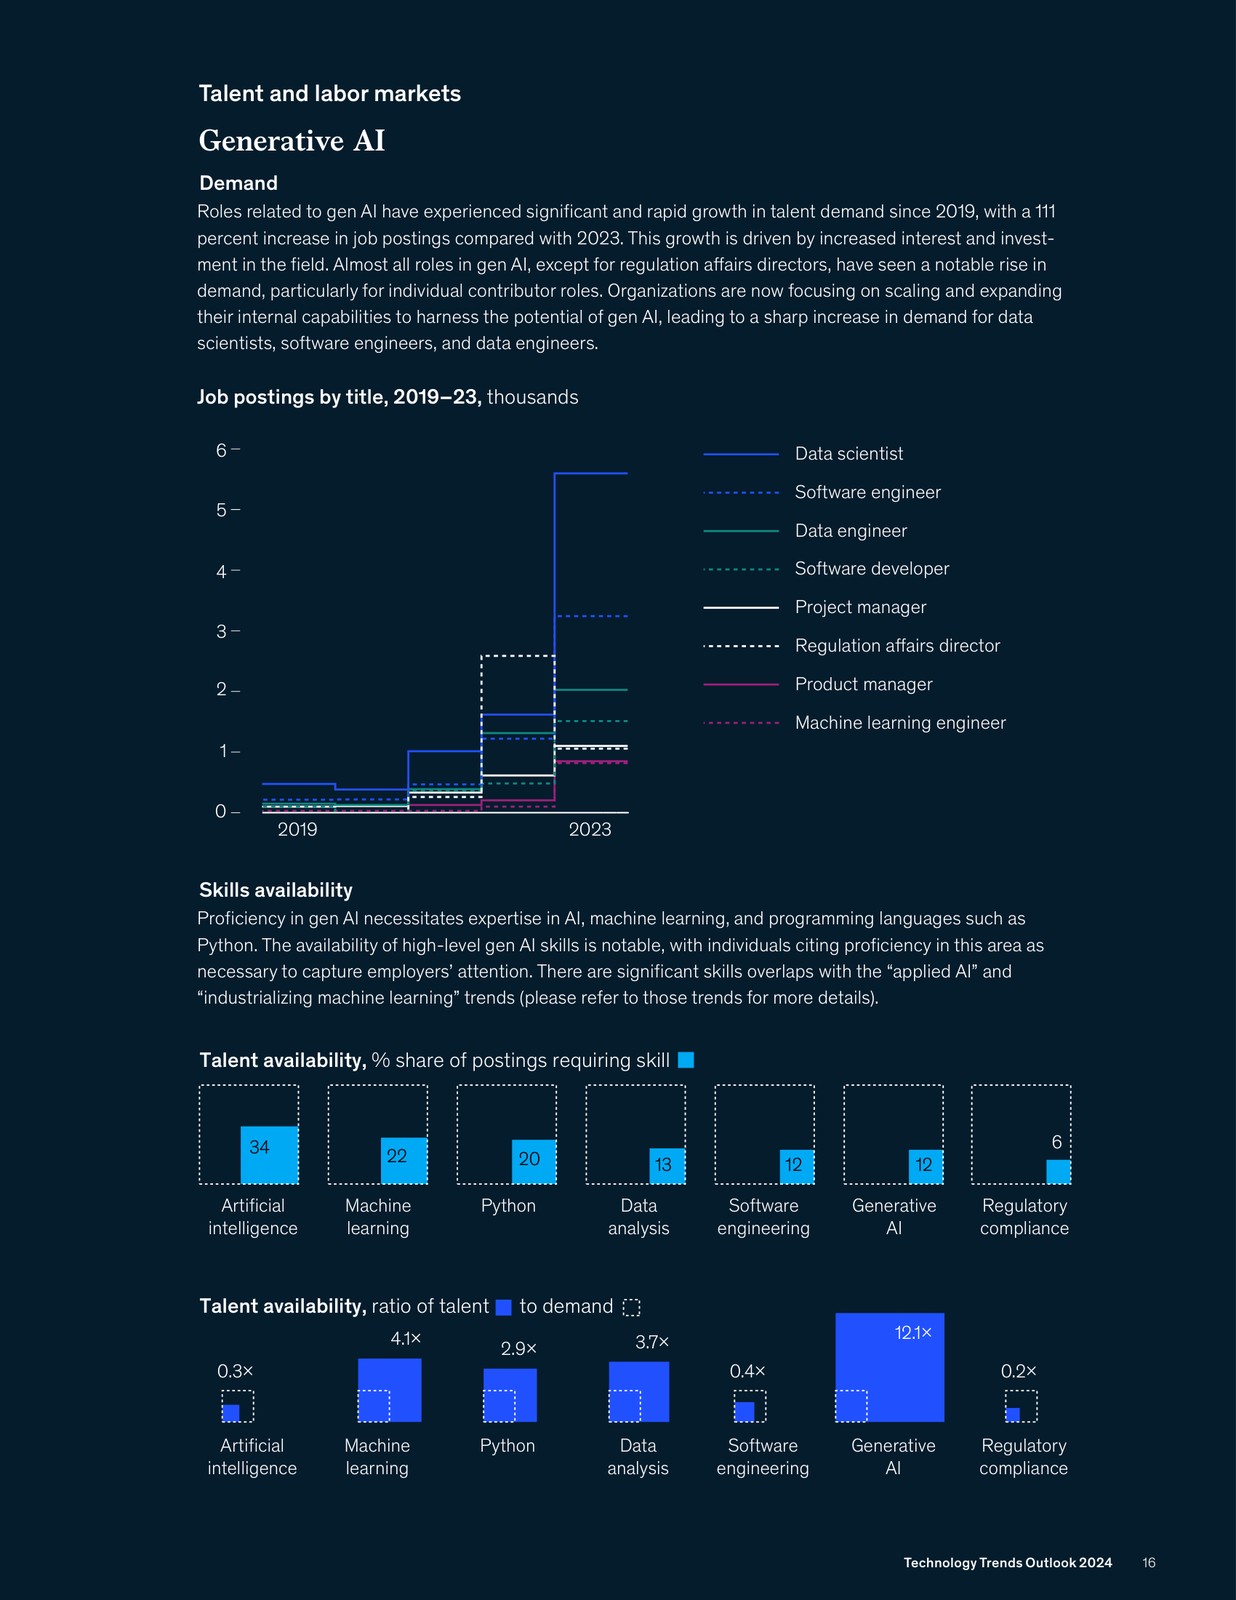 Talent and labor markets
Generative AI
Demand
Roles related to gen AI have experienced significant and rapid growth in talent demand since 2019, with a 111
percent increase in job postings compared with 2023. This growth is driven by increased interest and invest-
ment in the field. Almost all roles in gen AI, except for regulation affairs directors, have seen a notable rise in
demand, particularly for individual contributor roles. Organizations are now focusing on scaling and expanding
their internal capabilities to harness the potential of gen AI, leading to a sharp increase in demand for data
scientists, software engineers, and data engineers.
Job postings by title, 2019–23, thousands
6
5
4
3
2
1
0
2019
2023
Data scientist
Software engineer
Data engineer
Software developer
Project manager
Regulation affairs director
Product manager
Machine learning engineer
Skills availability
Proficiency in gen AI necessitates expertise in AI, machine learning, and programming languages such as
Python. The availability of high-level gen AI skills is notable, with individuals citing proficiency in this area as
necessary to capture employers’ attention. There are significant skills overlaps with the “applied AI” and
“industrializing machine learning” trends (please refer to those trends for more details).
Talent availability, % share of postings requiring skill
34
22
20
13
12
12
6
Artificial
intelligence
Machine
learning
Python
Data
analysis
Software
engineering
Generative
AI
Regulatory
compliance
Talent availability, ratio of talent to demand
0.3×
4.1×
2.9×
3.7×
0.4×
12.1×
0.2×
Artificial
intelligence
Machine
learning
Python
Data
analysis
Software
engineering
Generative
AI
Regulatory
compliance
Technology Trends Outlook 2024 16